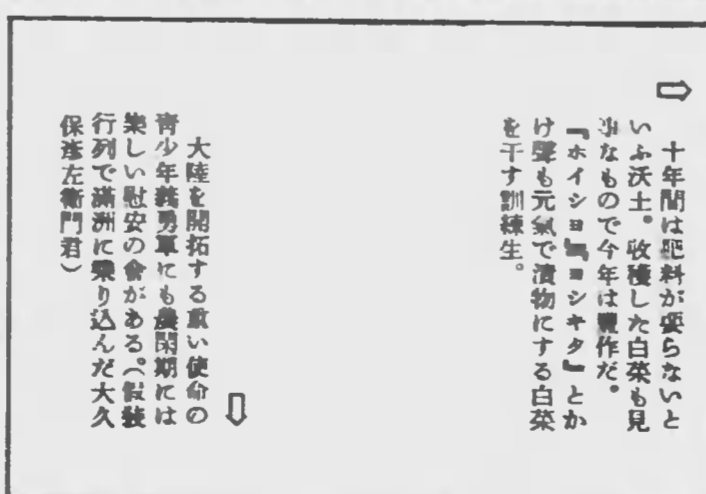 十年間は肥料が要らないと
いふ沃土。收穫した白菜も見
事なもので今年は豐作だ。
『ホイショ』『ヨシキタ』とか
け聲も元氣で漬物にする白菜
を干す訓練生。
大陸を開拓する重い使命の
靑少年義勇軍にも農閑期には
樂しい慰安の會がある。(假裝
行列で滿洲に乘り込んだ大久
保彦左衞門君)